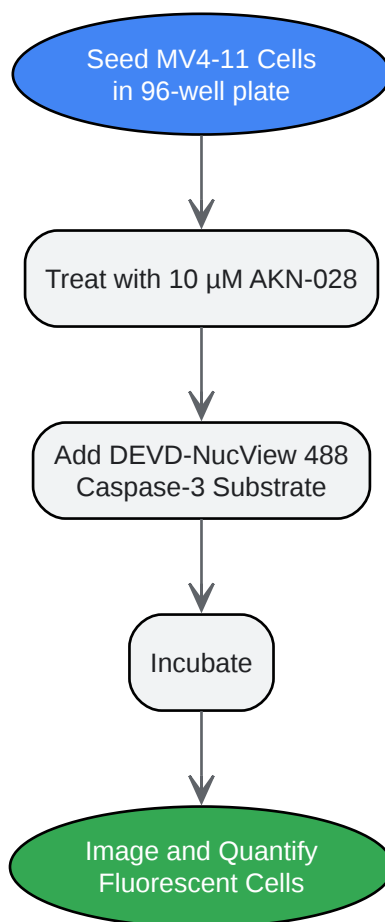 Seed MV4-11 Cells
in 96-well plate
Treat with 10 µM AKN-028
Add DEVD-NucView 488
Caspase-3 Substrate
Incubate
Image and Quantify
Fluorescent Cells